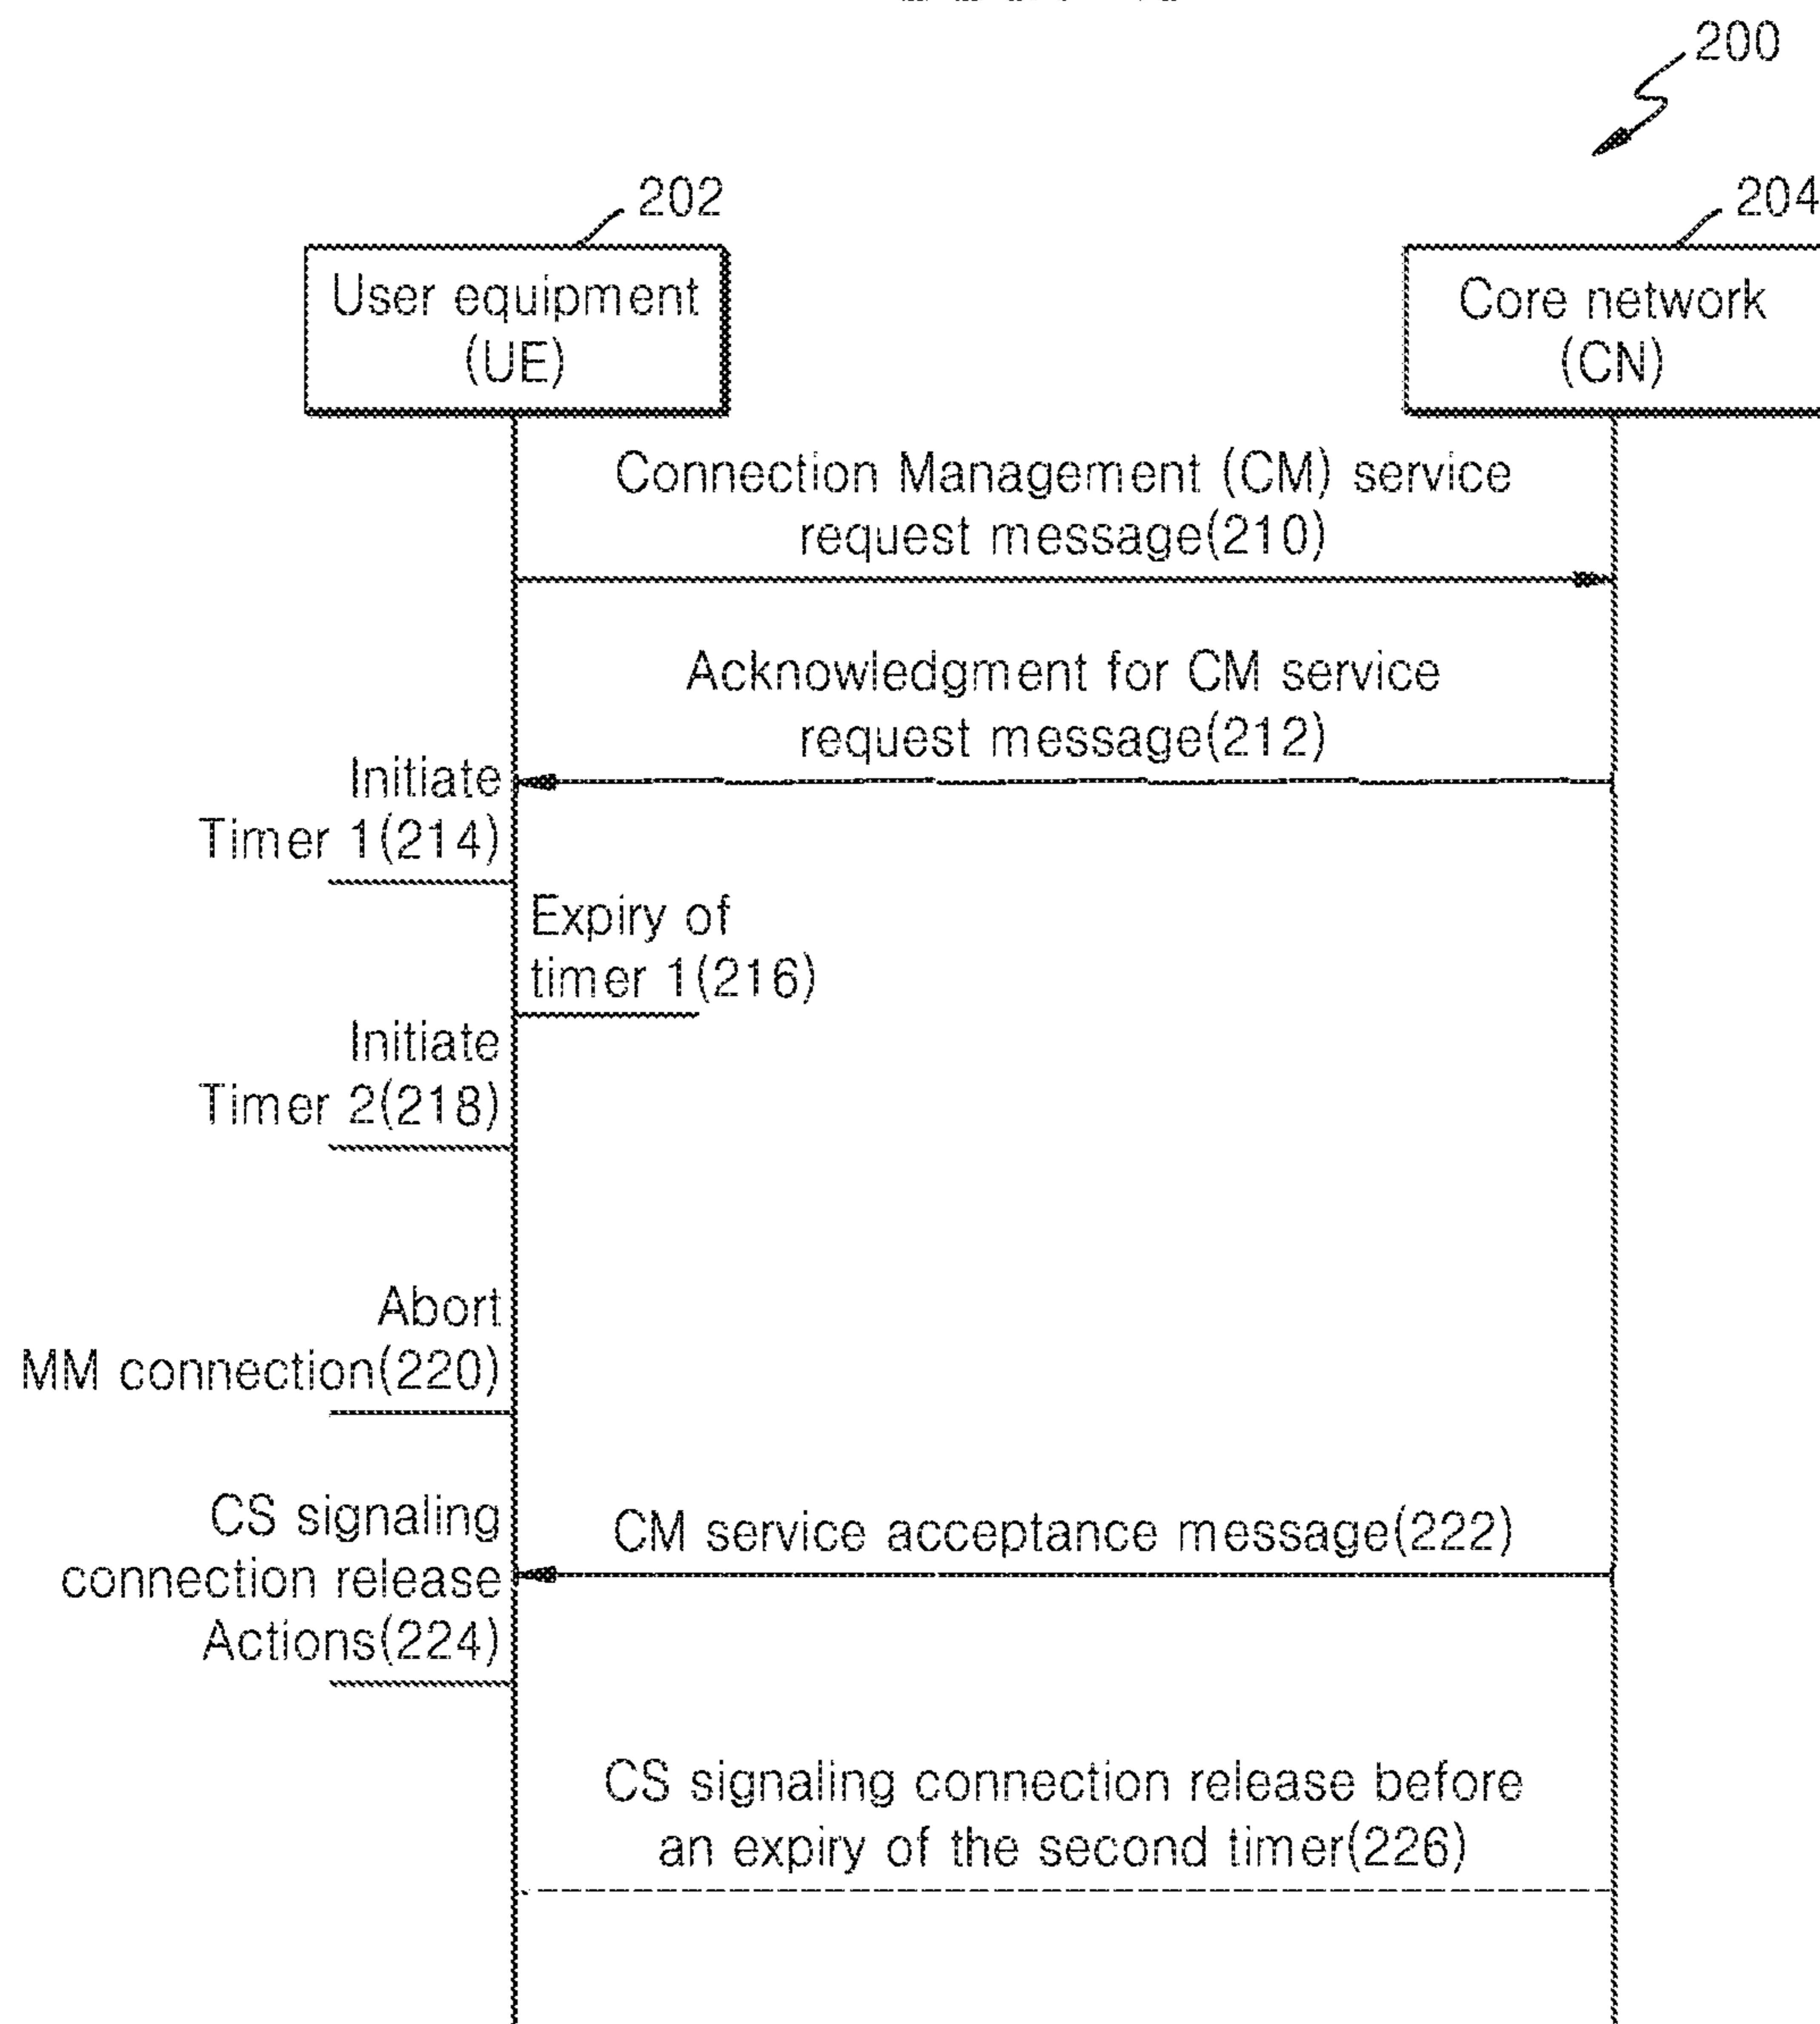 200
202
204
User equipment
(UE)
Core network
(CN)
Connection Management (CM) service
request message(210)
Acknowledgment for CM service
request message(212)
Initiate
Timer 1(214)
Expiry of
timer 1(216)
Initiate
Timer 2(218)
Abort
MM connection(220)
CM service acceptance message(222)
CS signaling
connection release
Actions(224)
CS signaling connection release before
an expiry of the second timer(226)